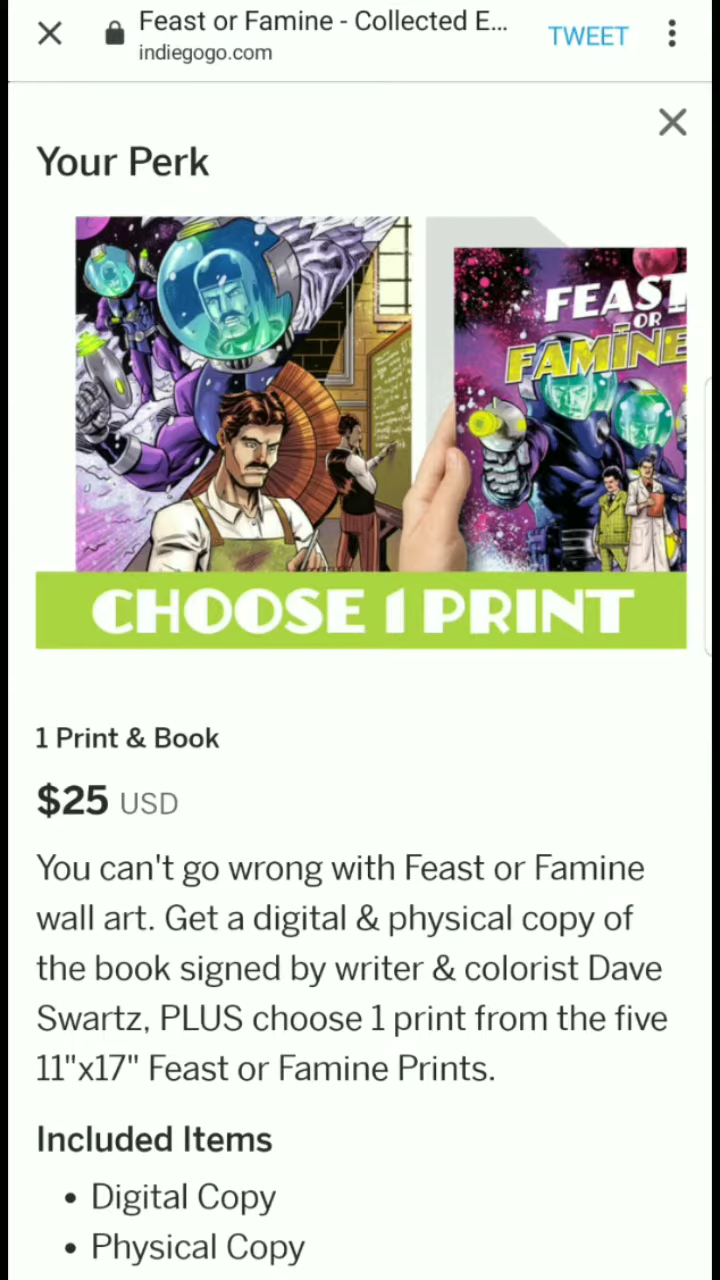 Feast or Famine - Collected E...
indiegogo.com
TWEET
Your Perk
FEAST
OR
FAMINE
CHOOSE 1 PRINT
1 Print & Book
$25 USD
You can't go wrong with Feast or Famine
wall art. Get a digital & physical copy of
the book signed by writer & colorist Dave
Swartz, PLUS choose 1 print from the five
11"x17" Feast or Famine Prints.
Included Items
• Digital Copy
• Physical Copy